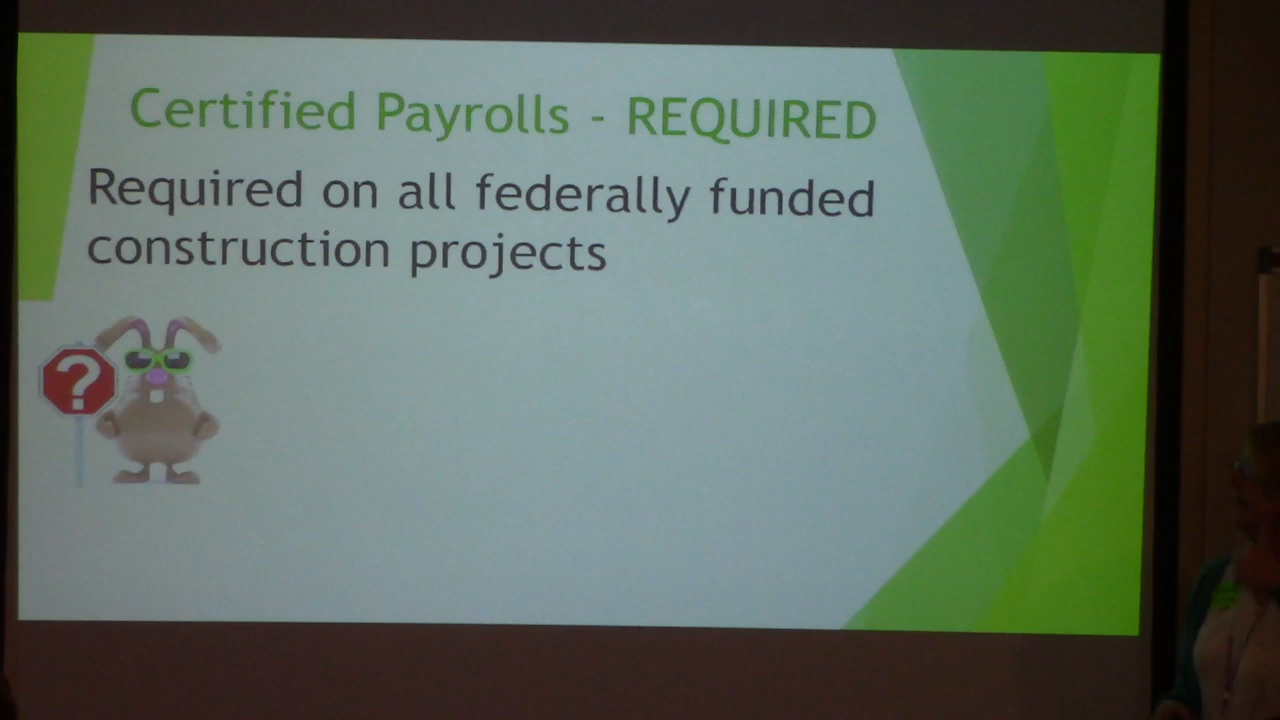 Certified Payrolls - REQUIRED
Required on all federally funded
construction projects
?